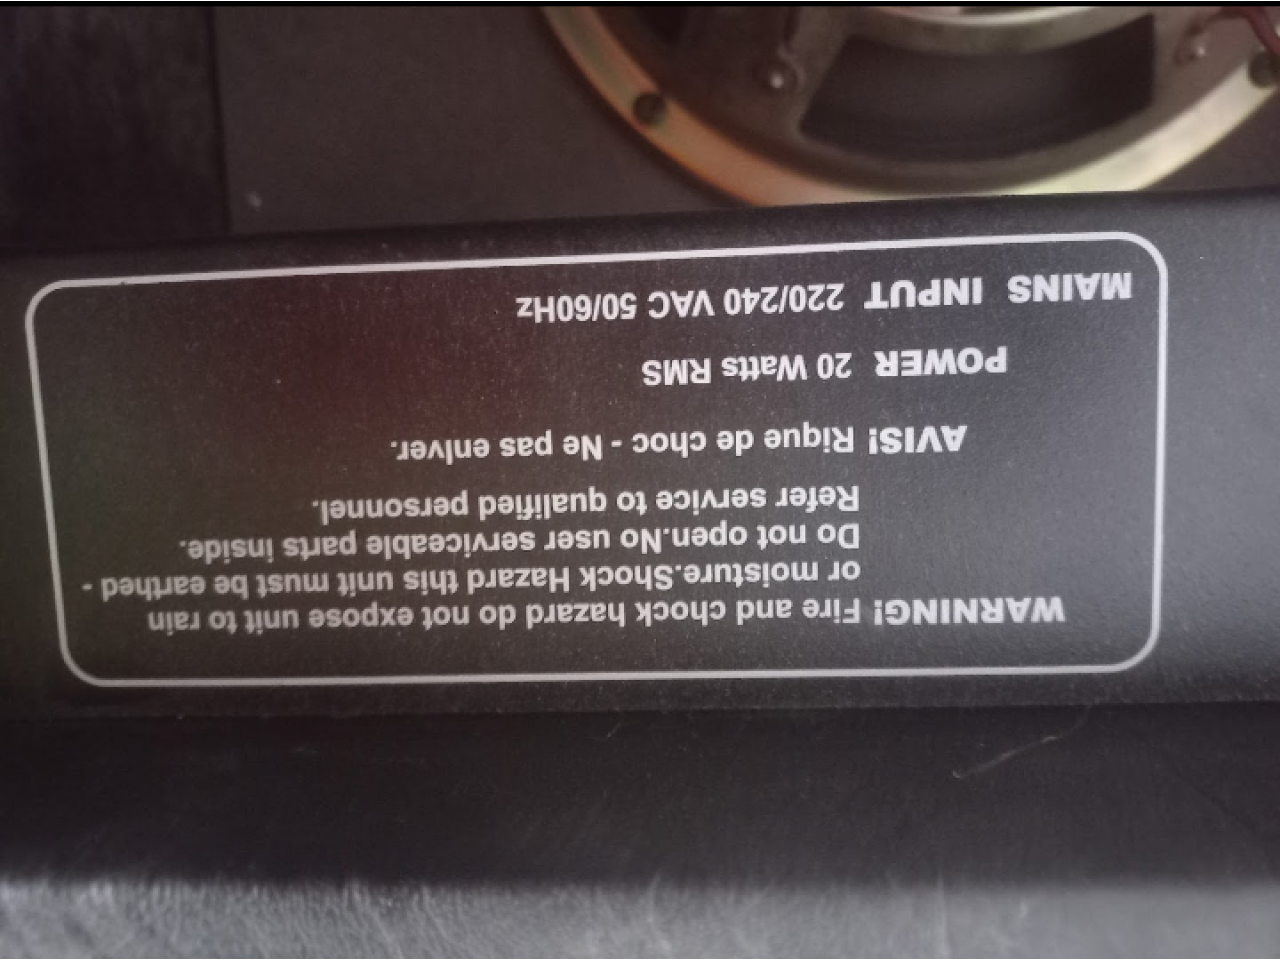 WARNING! Fire and chock hazard do not expose unit to rain
or moisture.Shock Hazard this unit must be earthed -
Do not open.No user serviceable parts inside.
Refer service to qualified personnel.
AVIS! Rique de choc - Ne pas enlver.
POWER 20 Watts RMS
MAINS INPUT 220/240 VAC 50/60Hz